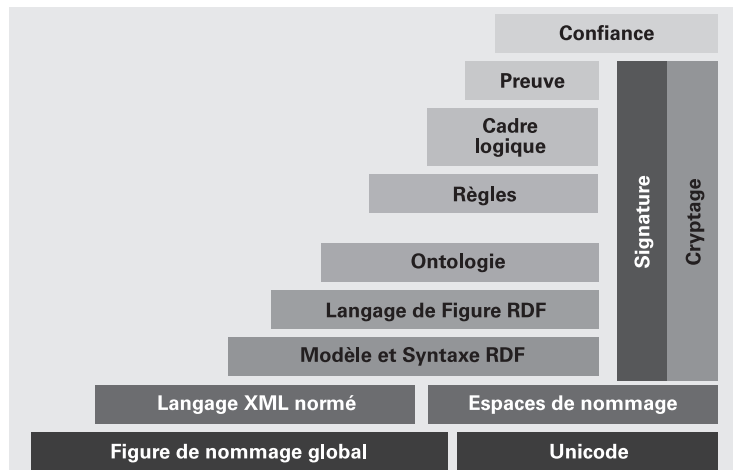 Confiance
Preuve
Cadre
logique
Règles
Ontologie
Langage de Figure RDF
Modèle et Syntaxe RDF
Signature
Cryptage
Langage XML normé
Espaces de nommage
Figure de nommage global
Unicode